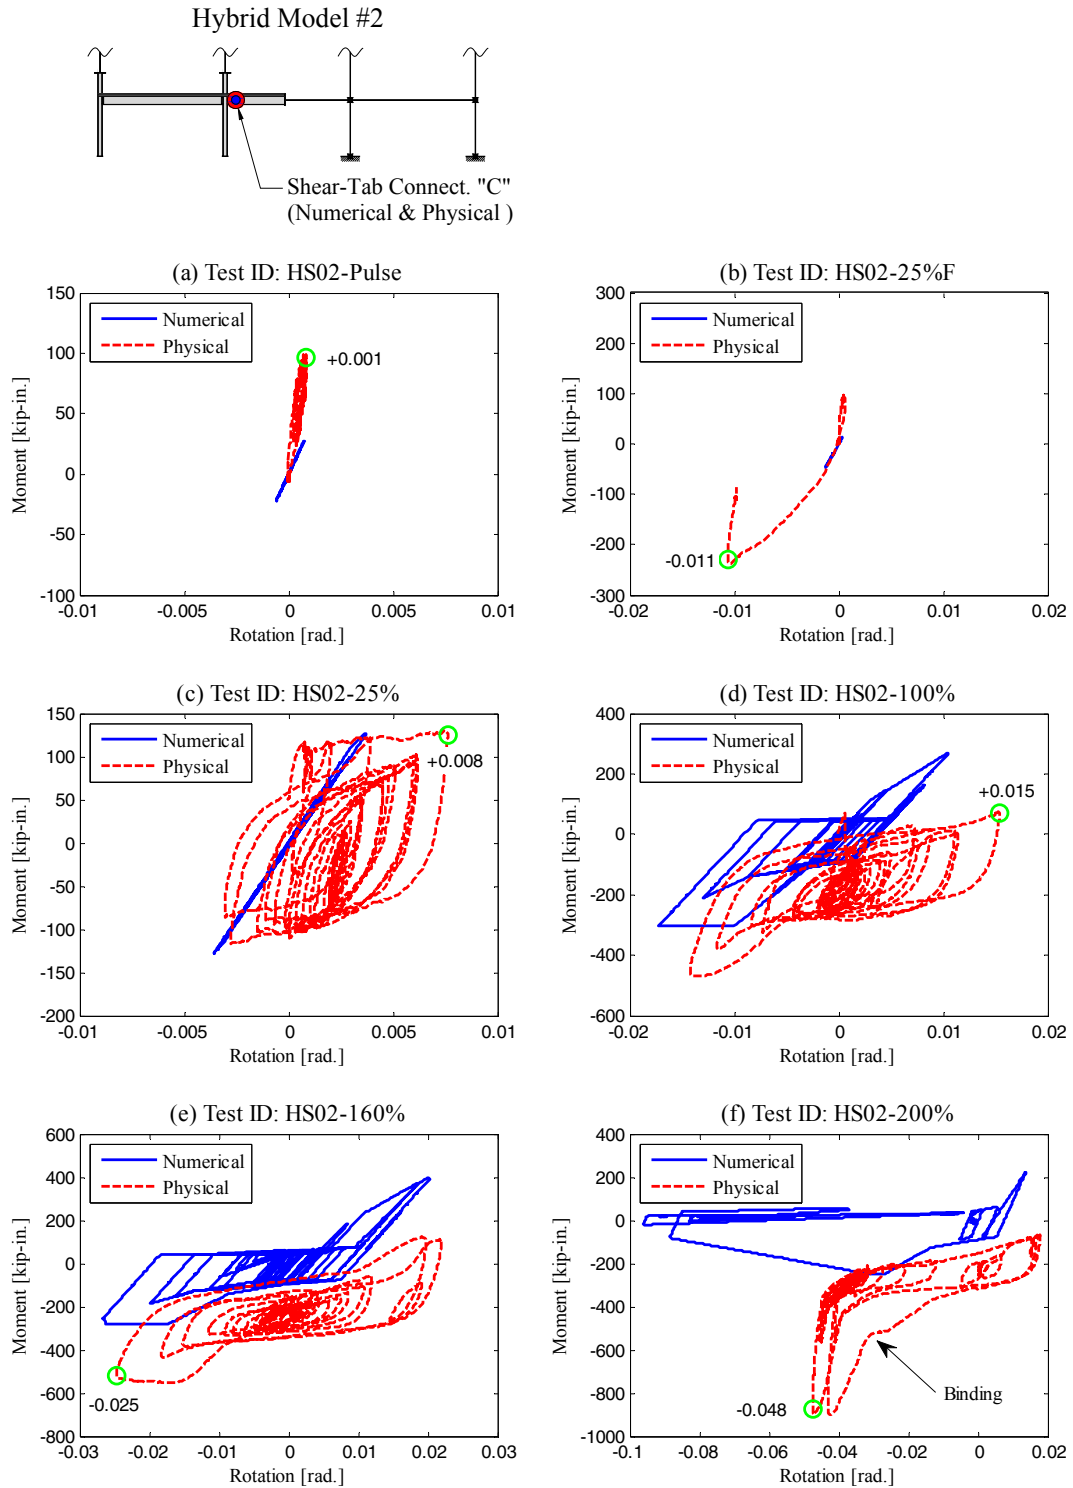 Hybrid Model #2
Shear-Tab Connect. "C"
(Numerical & Physical )
(a) Test ID: HS02-Pulse
150
100
50
0
-50
-100
-0.01
-0.005
0
0.005
0.01
Moment [kip-in.]
Rotation [rad.]
Numerical
Physical
+0.001
(b) Test ID: HS02-25%F
300
200
100
0
-100
-200
-300
-0.02
-0.01
0
0.01
0.02
Moment [kip-in.]
Rotation [rad.]
Numerical
Physical
-0.011
(c) Test ID: HS02-25%
150
100
50
0
-50
-100
-150
-200
-0.01
-0.005
0
0.005
0.01
Moment [kip-in.]
Rotation [rad.]
Numerical
Physical
+0.008
(d) Test ID: HS02-100%
400
200
0
-200
-400
-600
-0.02
-0.01
0
0.01
0.02
Moment [kip-in.]
Rotation [rad.]
Numerical
Physical
+0.015
(e) Test ID: HS02-160%
600
400
200
0
-200
-400
-600
-800
-0.03
-0.02
-0.01
0
0.01
0.02
0.03
Moment [kip-in.]
Rotation [rad.]
Numerical
Physical
-0.025
(f) Test ID: HS02-200%
400
200
0
-200
-400
-600
-800
-1000
-0.1
-0.08
-0.06
-0.04
-0.02
0
0.02
Moment [kip-in.]
Rotation [rad.]
Numerical
Physical
-0.048
Binding